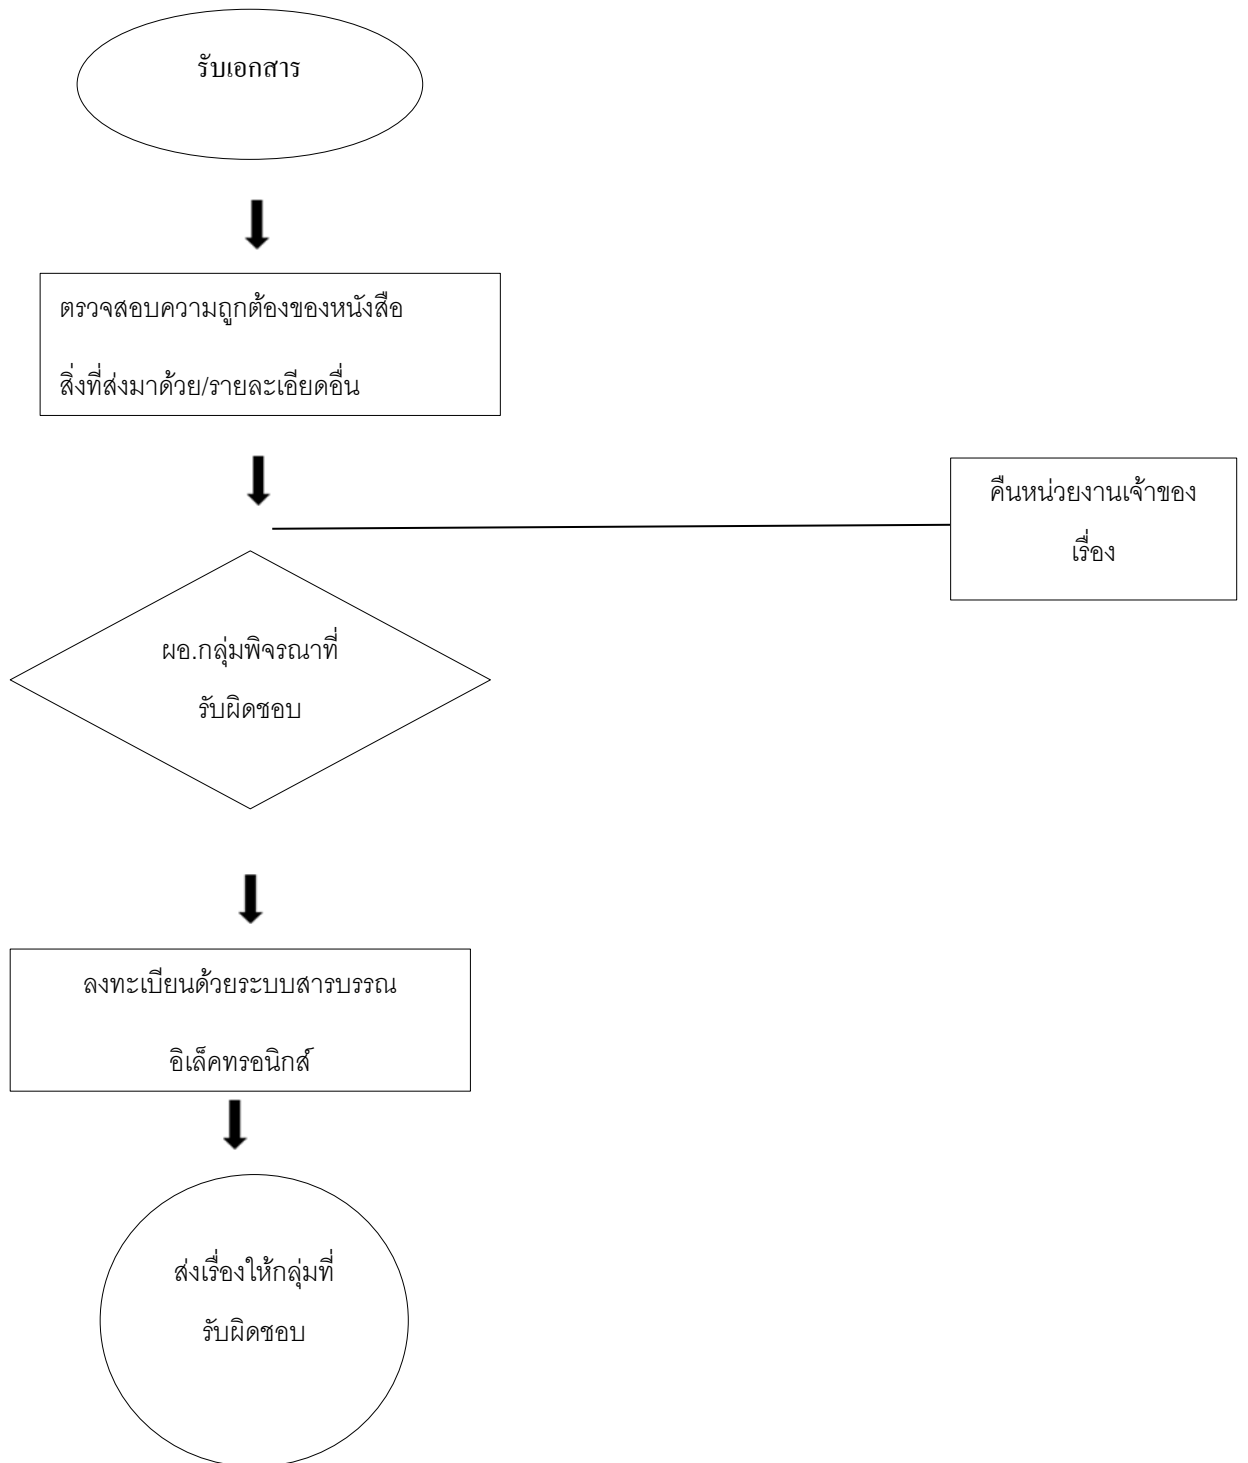 รับเอกสาร
ตรวจสอบความถูกต้องของหนังสือ
สิ่งที่ส่งมาด้วย/รายละเอียดอื่น
คืนหน่วยงานเจ้าของ
เรื่อง
ผอ.กลุ่มพิจรณาที่
รับผิดชอบ
ลงทะเบียนด้วยระบบสารบรรณ
อิเล็คทรอนิกส์
ส่งเรื่องให้กลุ่มที่
รับผิดชอบ